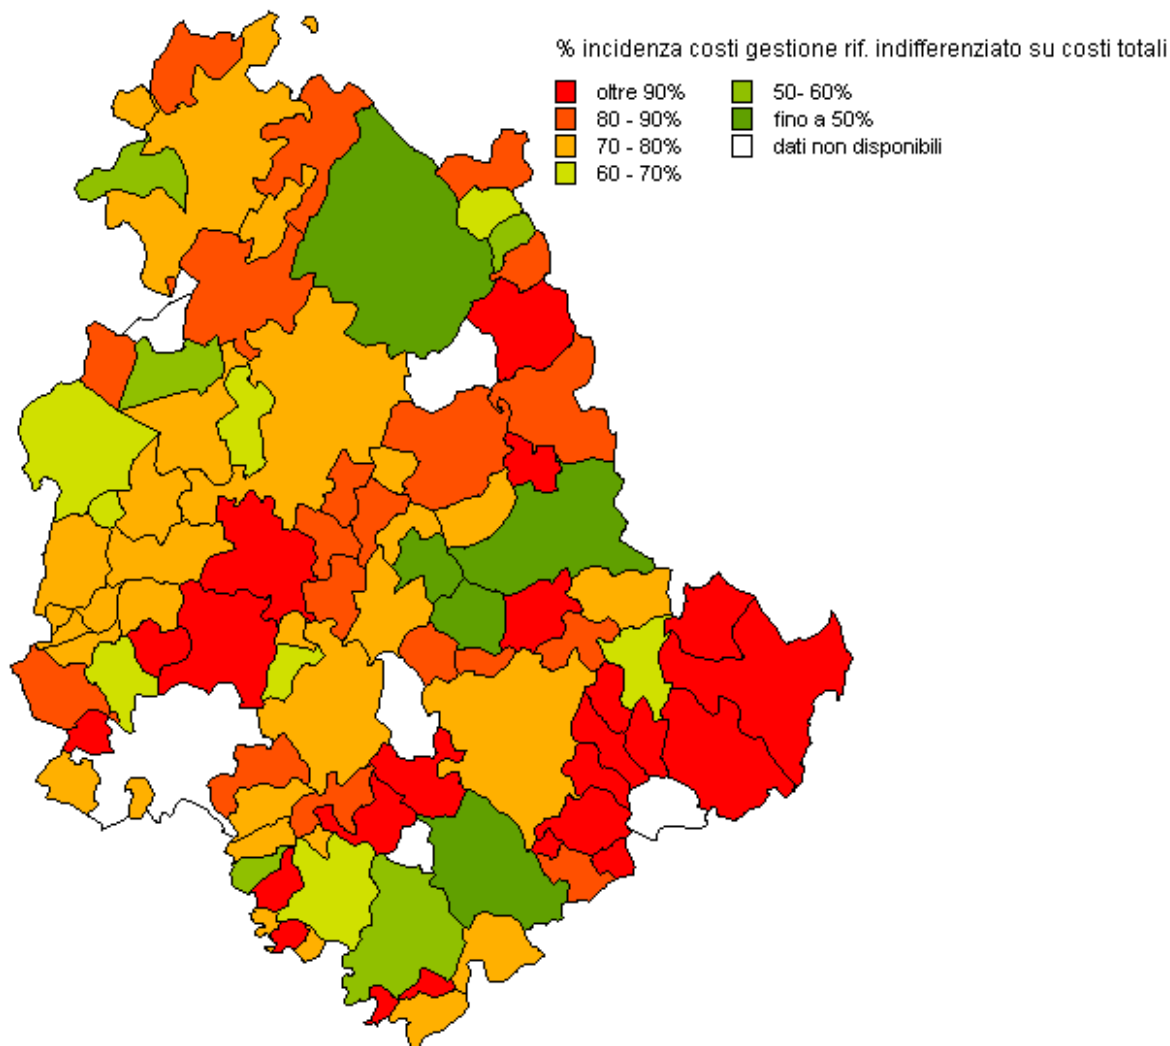 % incidenza costi gestione rif. indifferenziato su costi totali
oltre 90%
80 - 90%
70 - 80%
60 - 70%
50- 60%
fino a 50%
dati non disponibili